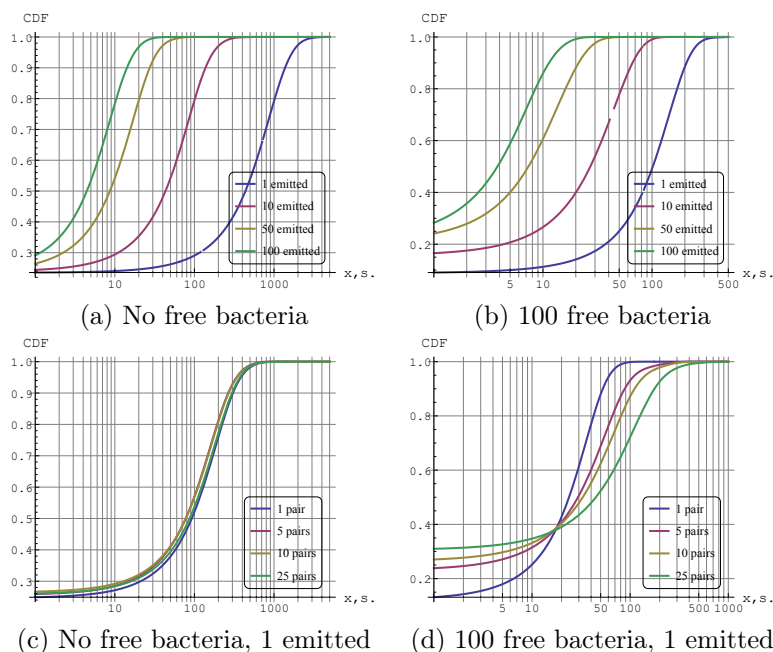 CDF
1.0
0.9
0.8
0.7
0.6
0.5
0.4
0.3
10
100
1000
x,s.
1 emitted
10 emitted
50 emitted
100 emitted
(a) No free bacteria
CDF
1.0
0.8
0.6
0.4
0.2
5
10
50
100
500
x,s.
1 emitted
10 emitted
50 emitted
100 emitted
(b) 100 free bacteria
CDF
1.0
0.9
0.8
0.7
0.6
0.5
0.4
0.3
10
100
1000
x,s.
1 pair
5 pairs
10 pairs
25 pairs
(c) No free bacteria, 1 emitted
CDF
1.0
0.8
0.6
0.4
0.2
5
10
50
100
500
1000
x,s.
1 pair
5 pairs
10 pairs
25 pairs
(d) 100 free bacteria, 1 emitted